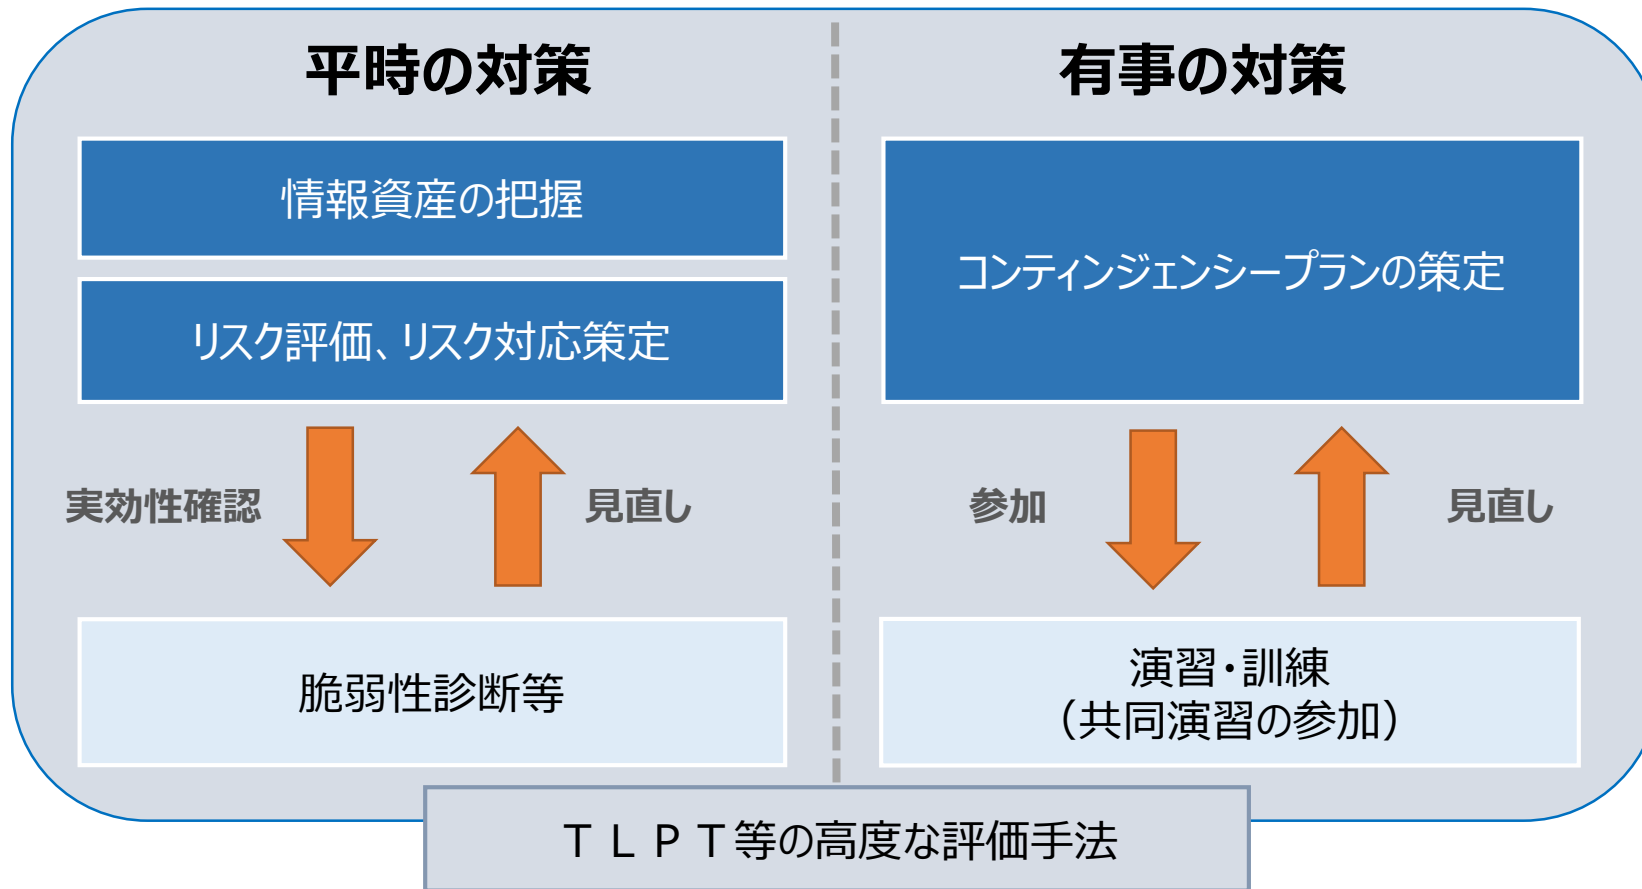 平時の対策
情報資産の把握
リスク評価、リスク対応策定
実効性確認
見直し
脆弱性診断等
有事の対策
コンティンジェンシープランの策定
参加
見直し
演習・訓練
（共同演習の参加）
ＴＬＰＴ等の高度な評価手法